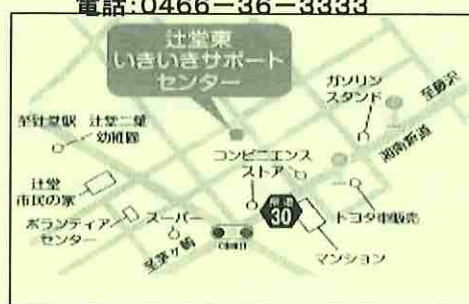 電話:0466-36-3333
辻堂東
いきいきサポート
センター
ガソリン
スタンド
至藤沢
至辻堂駅
辻堂二葉
幼稚園
湘南新道
コンビニエンス
ストア
辻堂
市民の家
ボランティア
センター
スーパー
至茅ヶ崎
30
トヨタ車販売
マンション